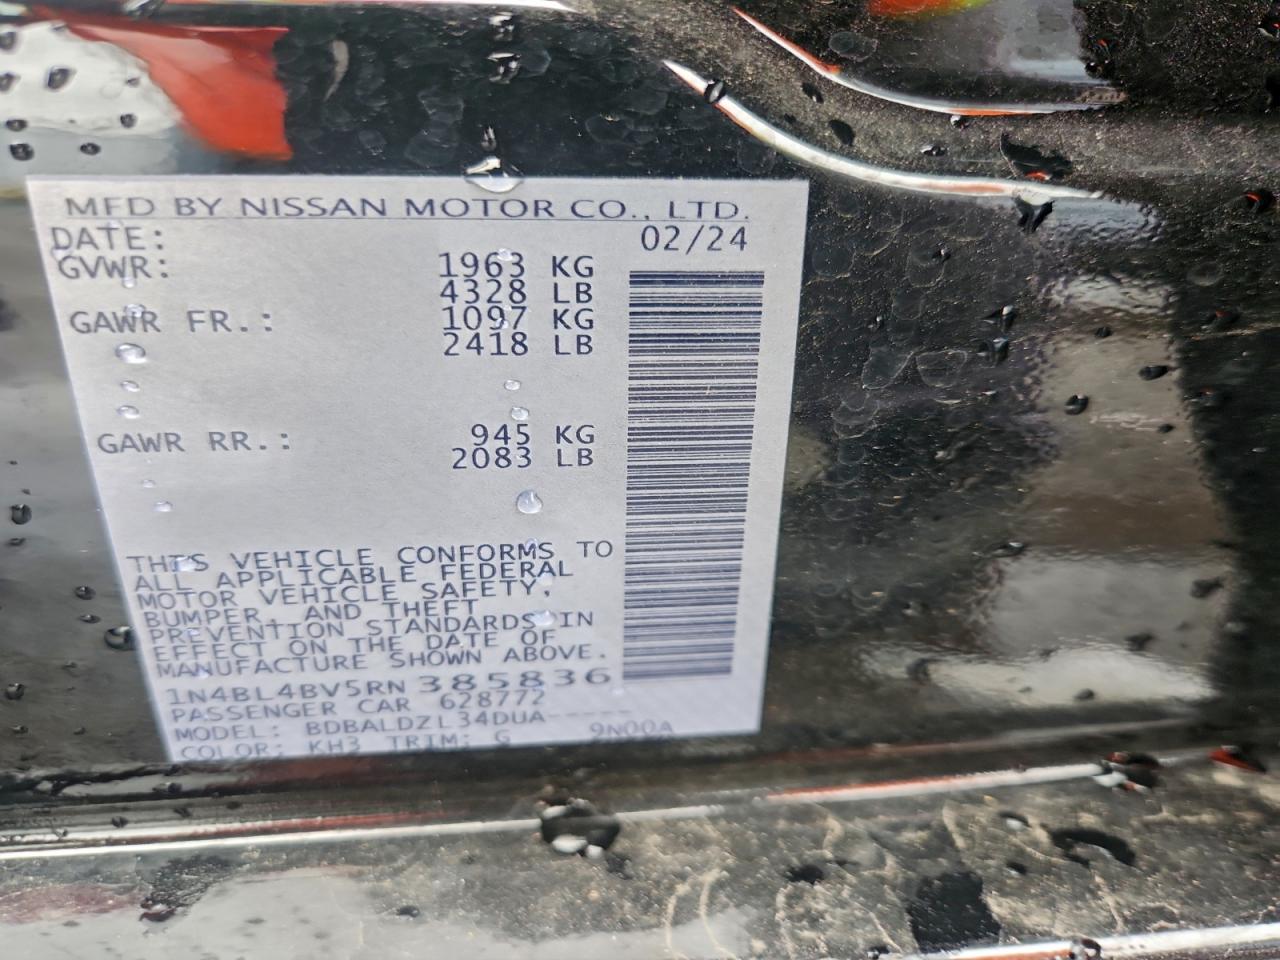 MFD BY NISSAN MOTOR CO., LTD.
DATE: 02/24
GVWR: 1963 KG
4328 LB
GAWR FR.: 1097 KG
2418 LB
GAWR RR.: 945 KG
2083 LB
THIS VEHICLE CONFORMS TO
ALL APPLICABLE FEDERAL
MOTOR VEHICLE SAFETY,
BUMPER, AND THEFT
PREVENTION STANDARDS IN
EFFECT ON THE DATE OF
MANUFACTURE SHOWN ABOVE.
1N4BL4BV5RN385836
PASSENGER CAR 628772
MODEL: BDBALDZL34DUA-----
COLOR: KH3 TRIM: G 9N00A